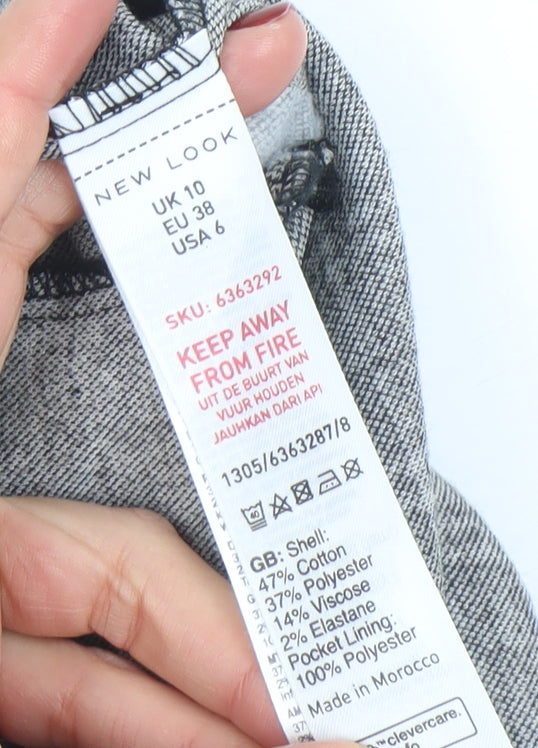 NEW LOOK
UK 10
EU 38
USA 6
SKU: 6363292
KEEP AWAY
FROM FIRE
UIT DE BUURT VAN
VUUR HOUDEN
JAUHKAN DARI API
1305/6363287/8
40
GB: Shell:
47% Cotton
37% Polyester
14% Viscose
2% Elastane
Pocket Lining:
100% Polyester
Made in Morocco
™clevercare.